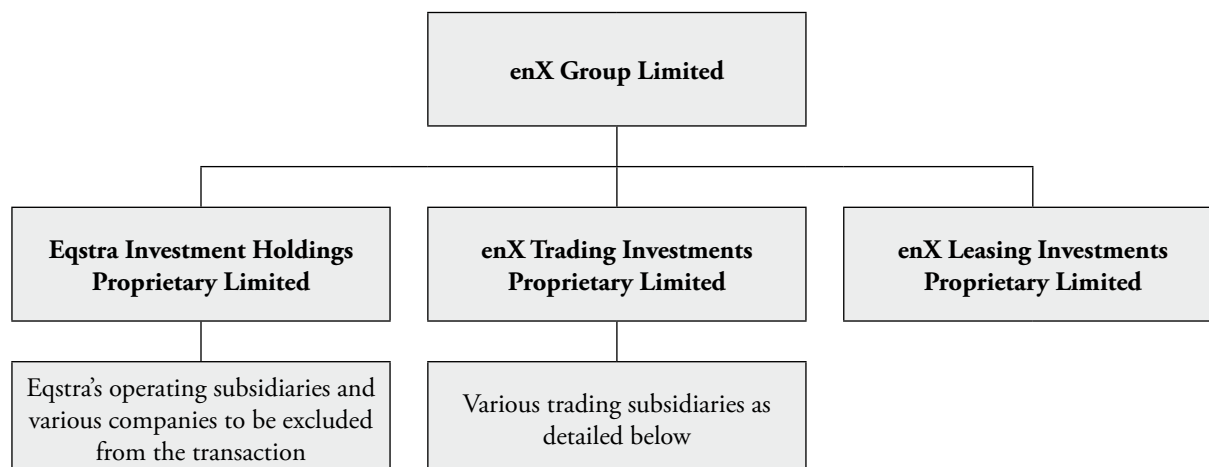 enX Group Limited
Eqstra Investment Holdings
Proprietary Limited
enX Trading Investments
Proprietary Limited
enX Leasing Investments
Proprietary Limited
Eqstra’s operating subsidiaries and
various companies to be excluded
from the transaction
Various trading subsidiaries as
detailed below